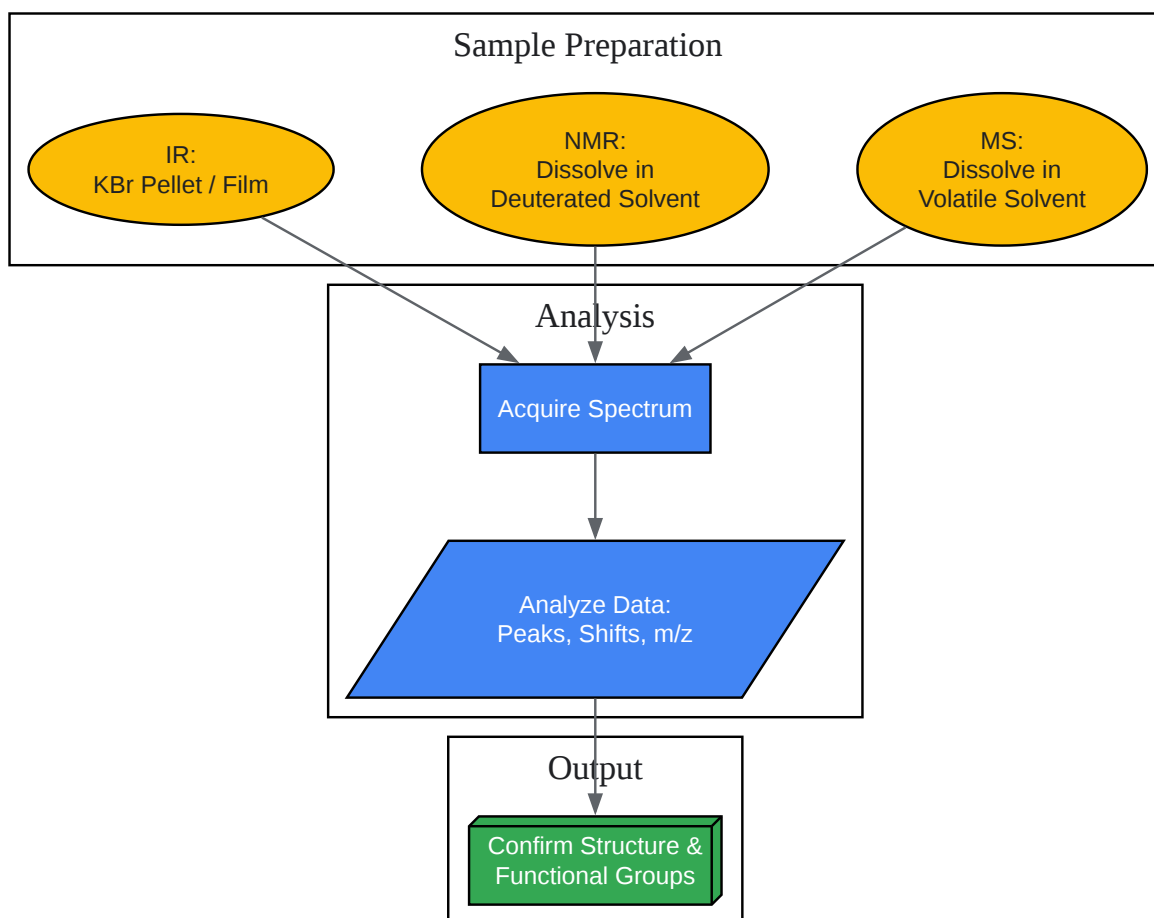 Sample Preparation
IR:
KBr Pellet / Film
NMR:
Dissolve in
Deuterated Solvent
MS:
Dissolve in
Volatile Solvent
Analysis
Acquire Spectrum
Analyze Data:
Peaks, Shifts, m/z
Output
Confirm Structure &
Functional Groups